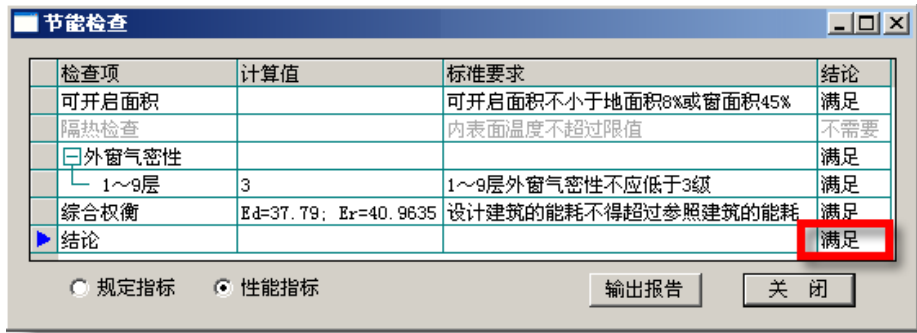 节能检查
检查项 计算值 标准要求 结论
可开启面积 可开启面积不小于地面积8%或窗面积45% 满足
隔热检查 内表面温度不超过限值 不需要
外窗气密性 满足
1～9层 3 1～9层外窗气密性不应低于3级 满足
综合权衡 Ed=37.79; Er=40.9635 设计建筑的能耗不得超过参照建筑的能耗 满足
结论 满足
规定指标 性能指标 输出报告 关 闭